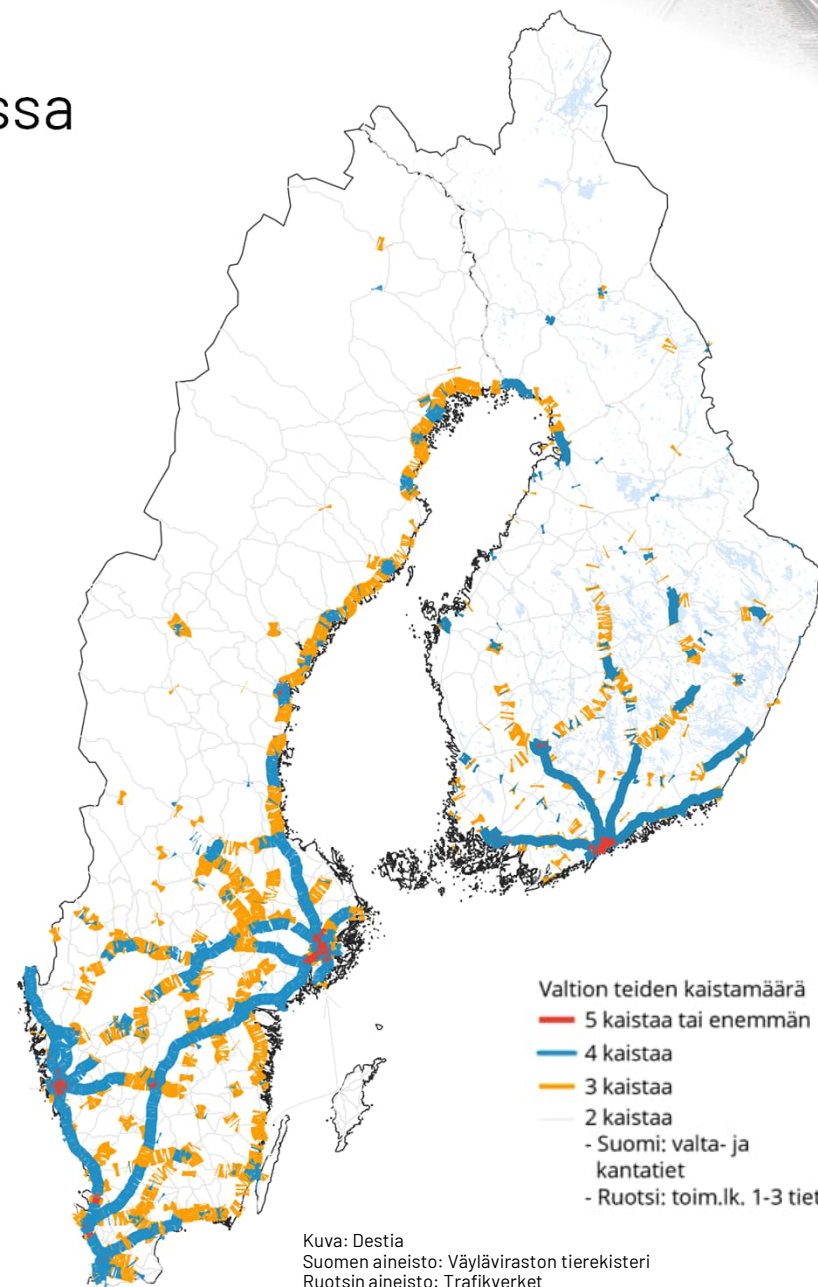 ssa
Valtion teiden kaistamäärä
5 kaistaa tai enemmän
4 kaistaa
3 kaistaa
2 kaistaa
- Suomi: valta- ja
kantatiet
- Ruotsi: toim.lk. 1-3 tiet
Kuva: Destia
Suomen aineisto: Väyläviraston tierekisteri
Ruotsin aineisto: Trafikverket